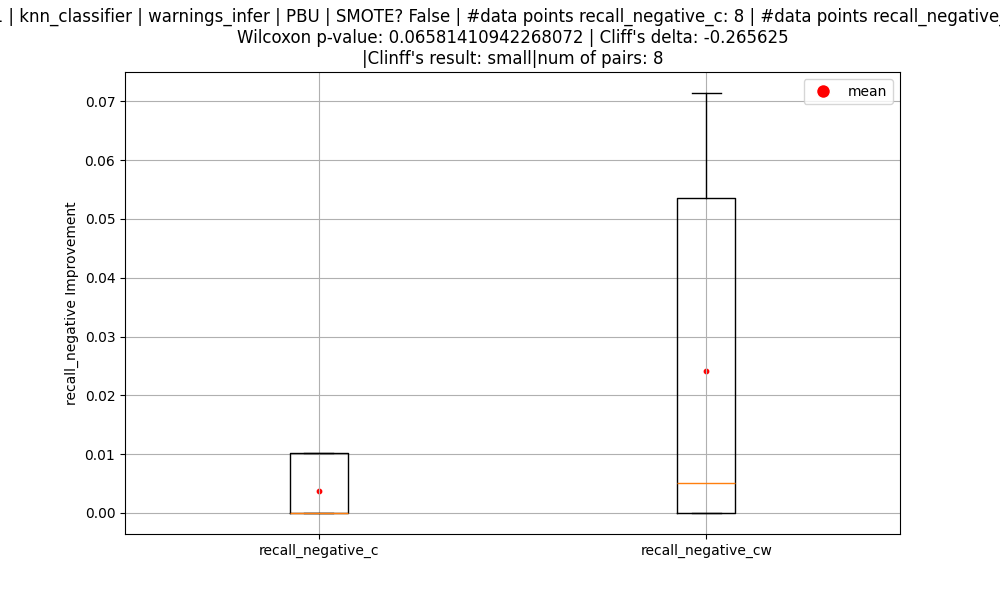 | knn_classifier | warnings_infer | PBU | SMOTE? False | #data points recall_negative_c: 8 | #data points recall_negative_
Wilcoxon p-value: 0.06581410942268072 | Cliff's delta: -0.265625
|Clinff's result: small|num of pairs: 8
mean
0.07
0.06
0.05
0.04
0.03
0.02
0.01
0.00
recall_negative Improvement
recall_negative_c
recall_negative_cw